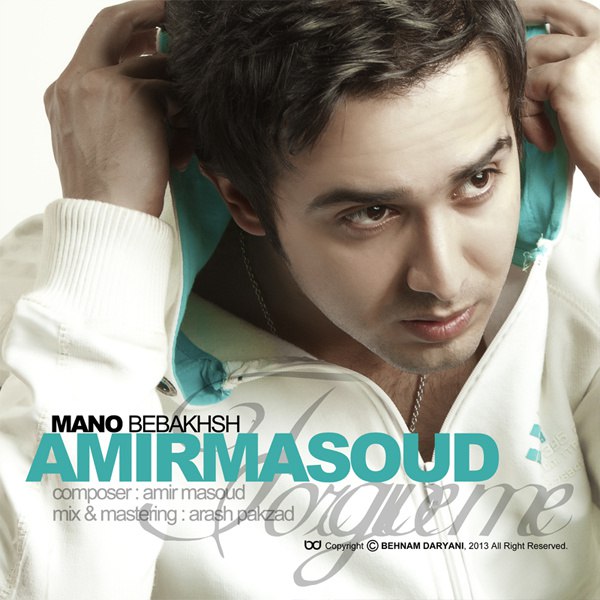 MANO BEBAKHSH
AMIRMASOUD
composer : amir masoud
mix & mastering : arash pakzad
Forgive me
Copyright © BEHNAM DARYANI, 2013 All Right Reserved.